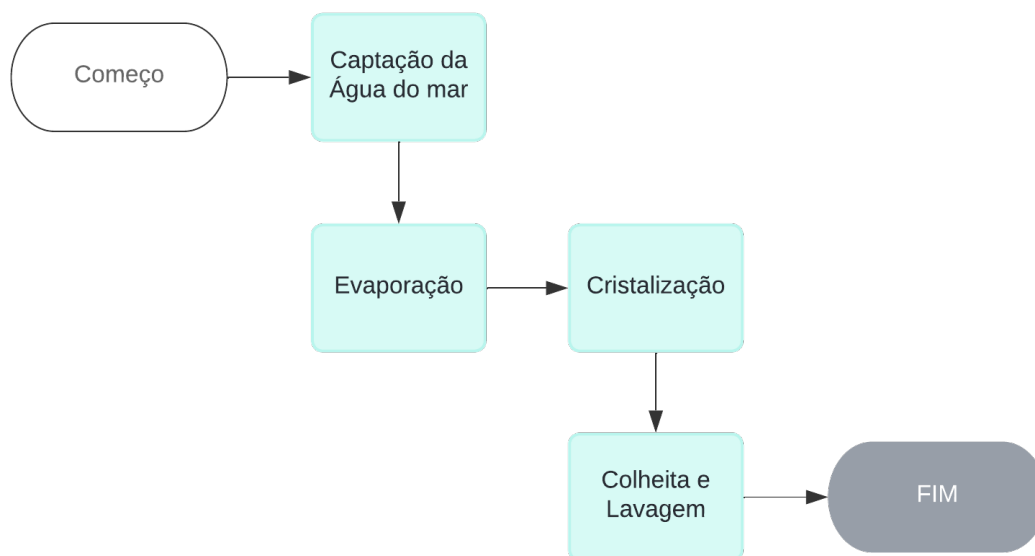 Começo
Captação da
Água do mar
Evaporação
Cristalização
Colheita e
Lavagem
FIM